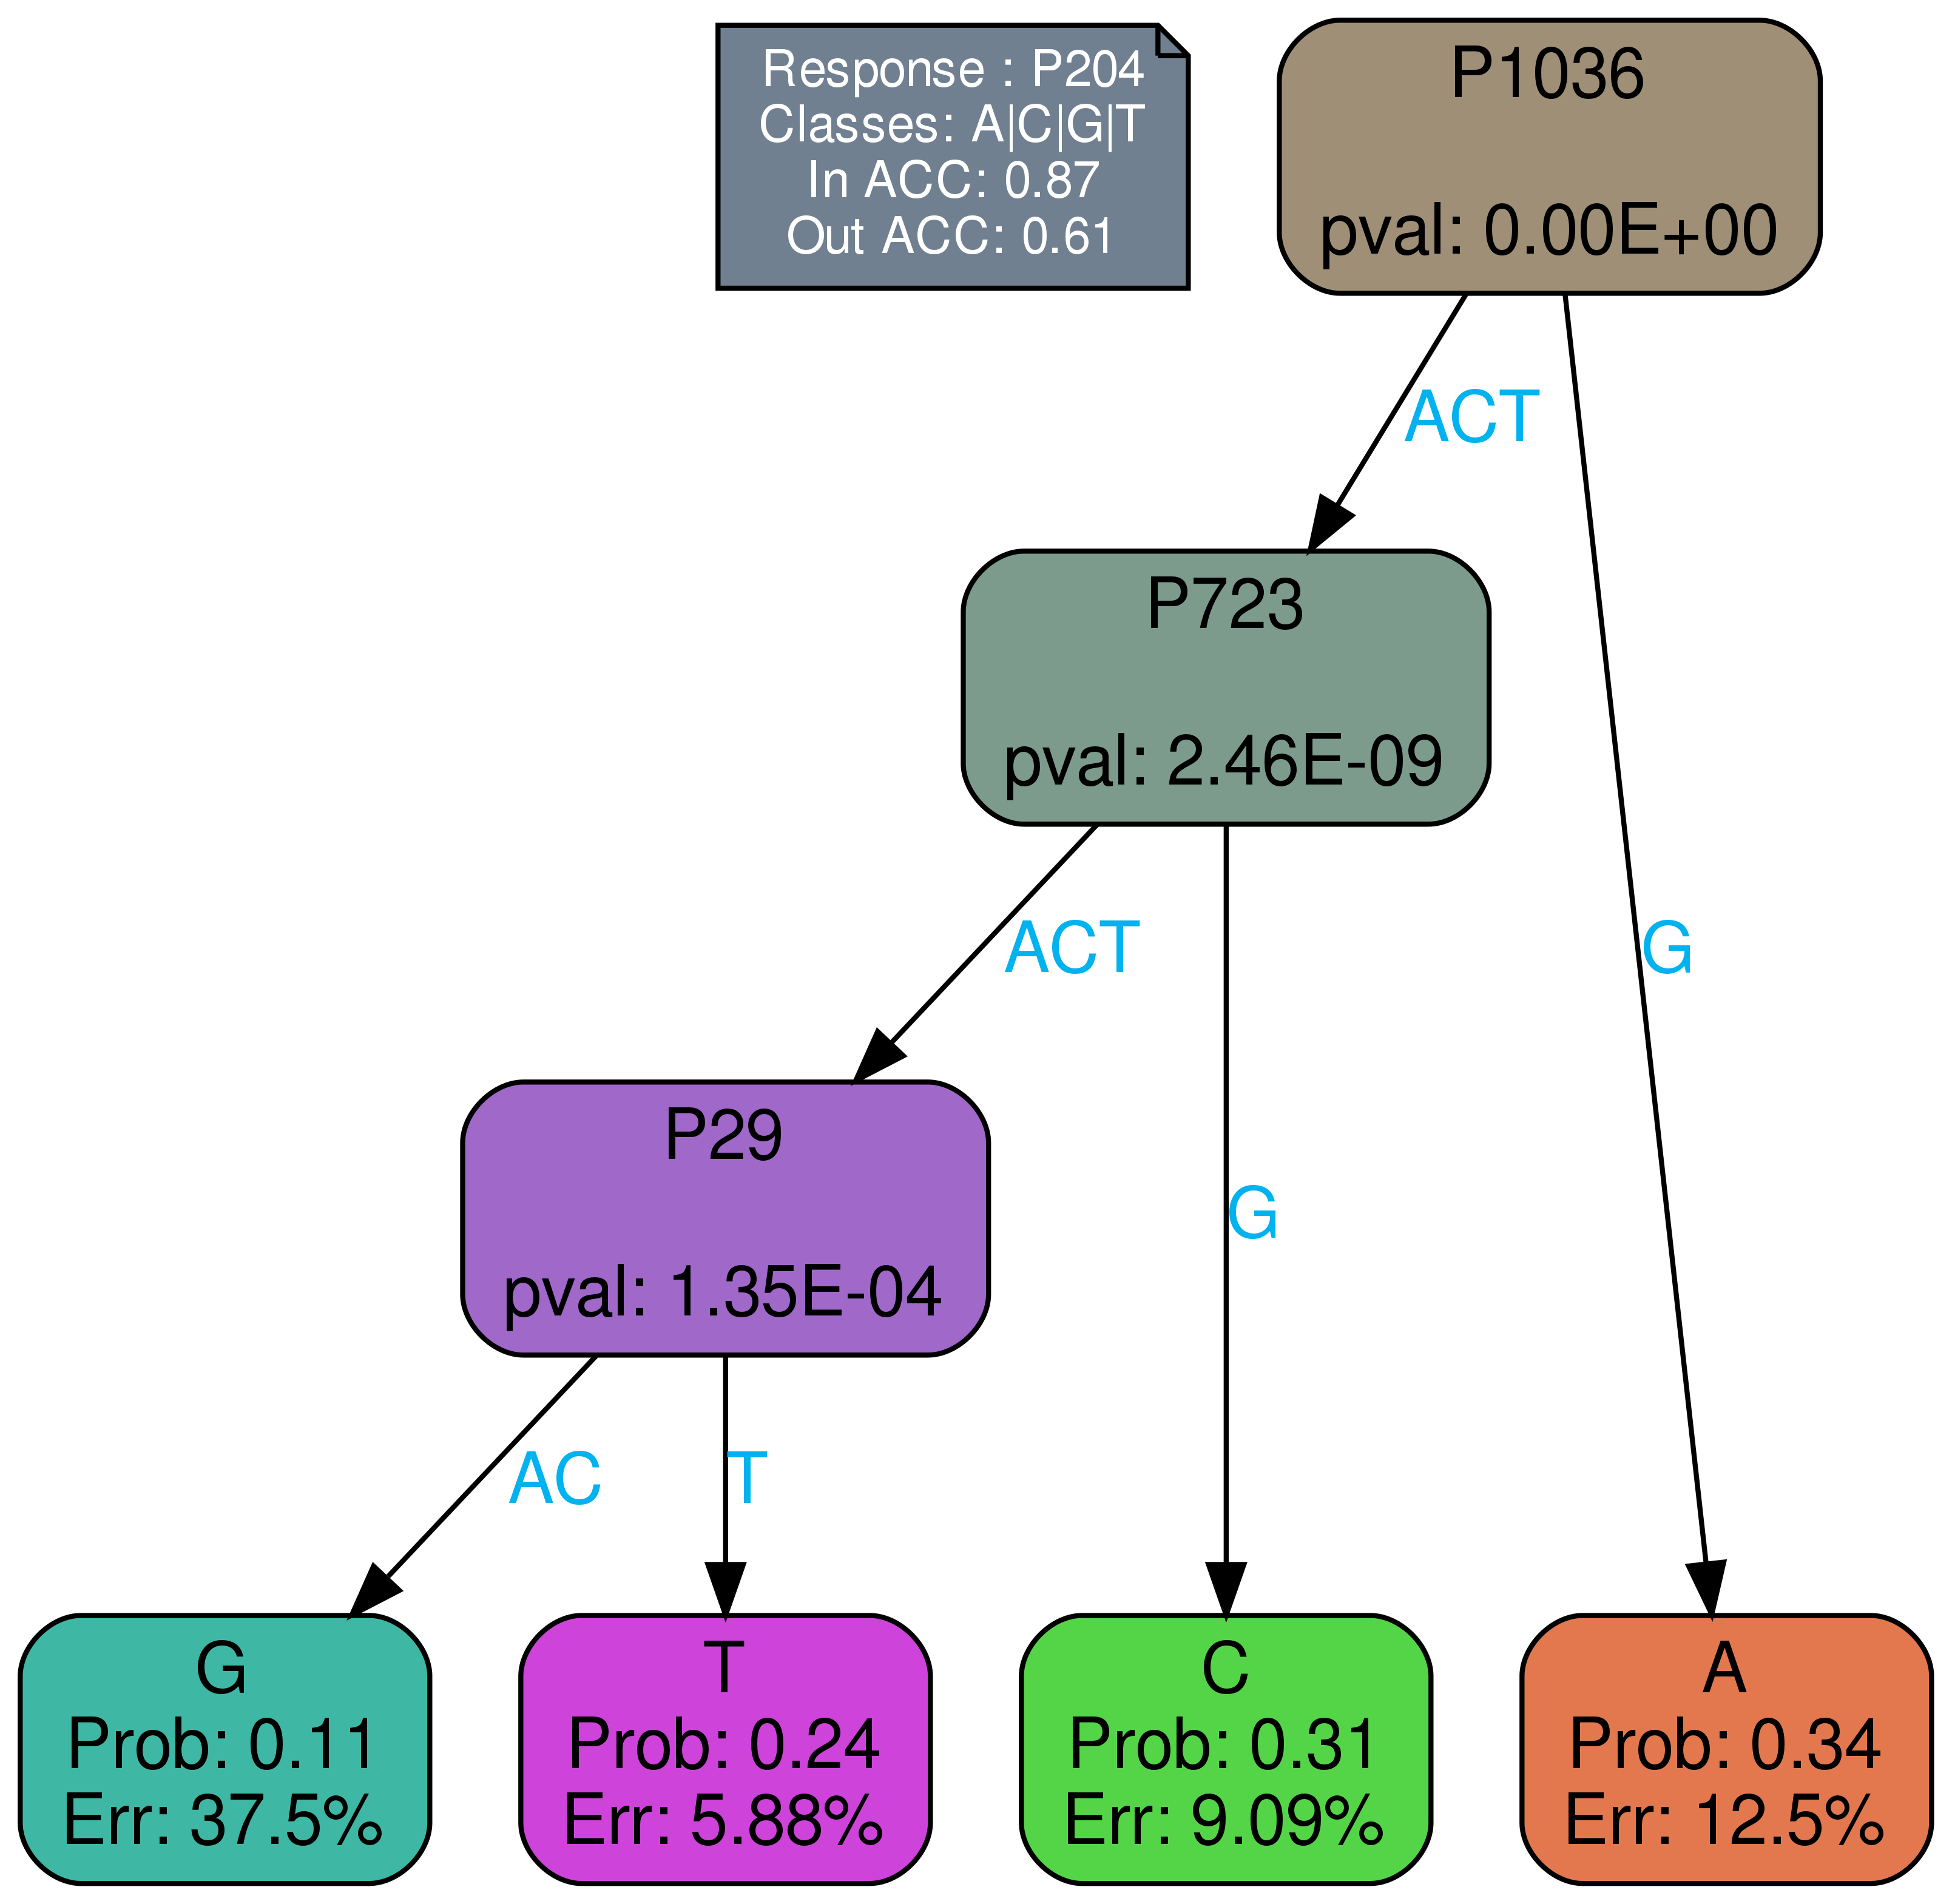 Response : P204
Classes: A|C|G|T
In ACC: 0.87
Out ACC: 0.61
P1036
pval: 0.00E+00
ACT
P723
pval: 2.46E-09
ACT
G
P29
pval: 1.35E-04
G
AC
T
G
Prob: 0.11
Err: 37.5%
T
Prob: 0.24
Err: 5.88%
C
Prob: 0.31
Err: 9.09%
A
Prob: 0.34
Err: 12.5%